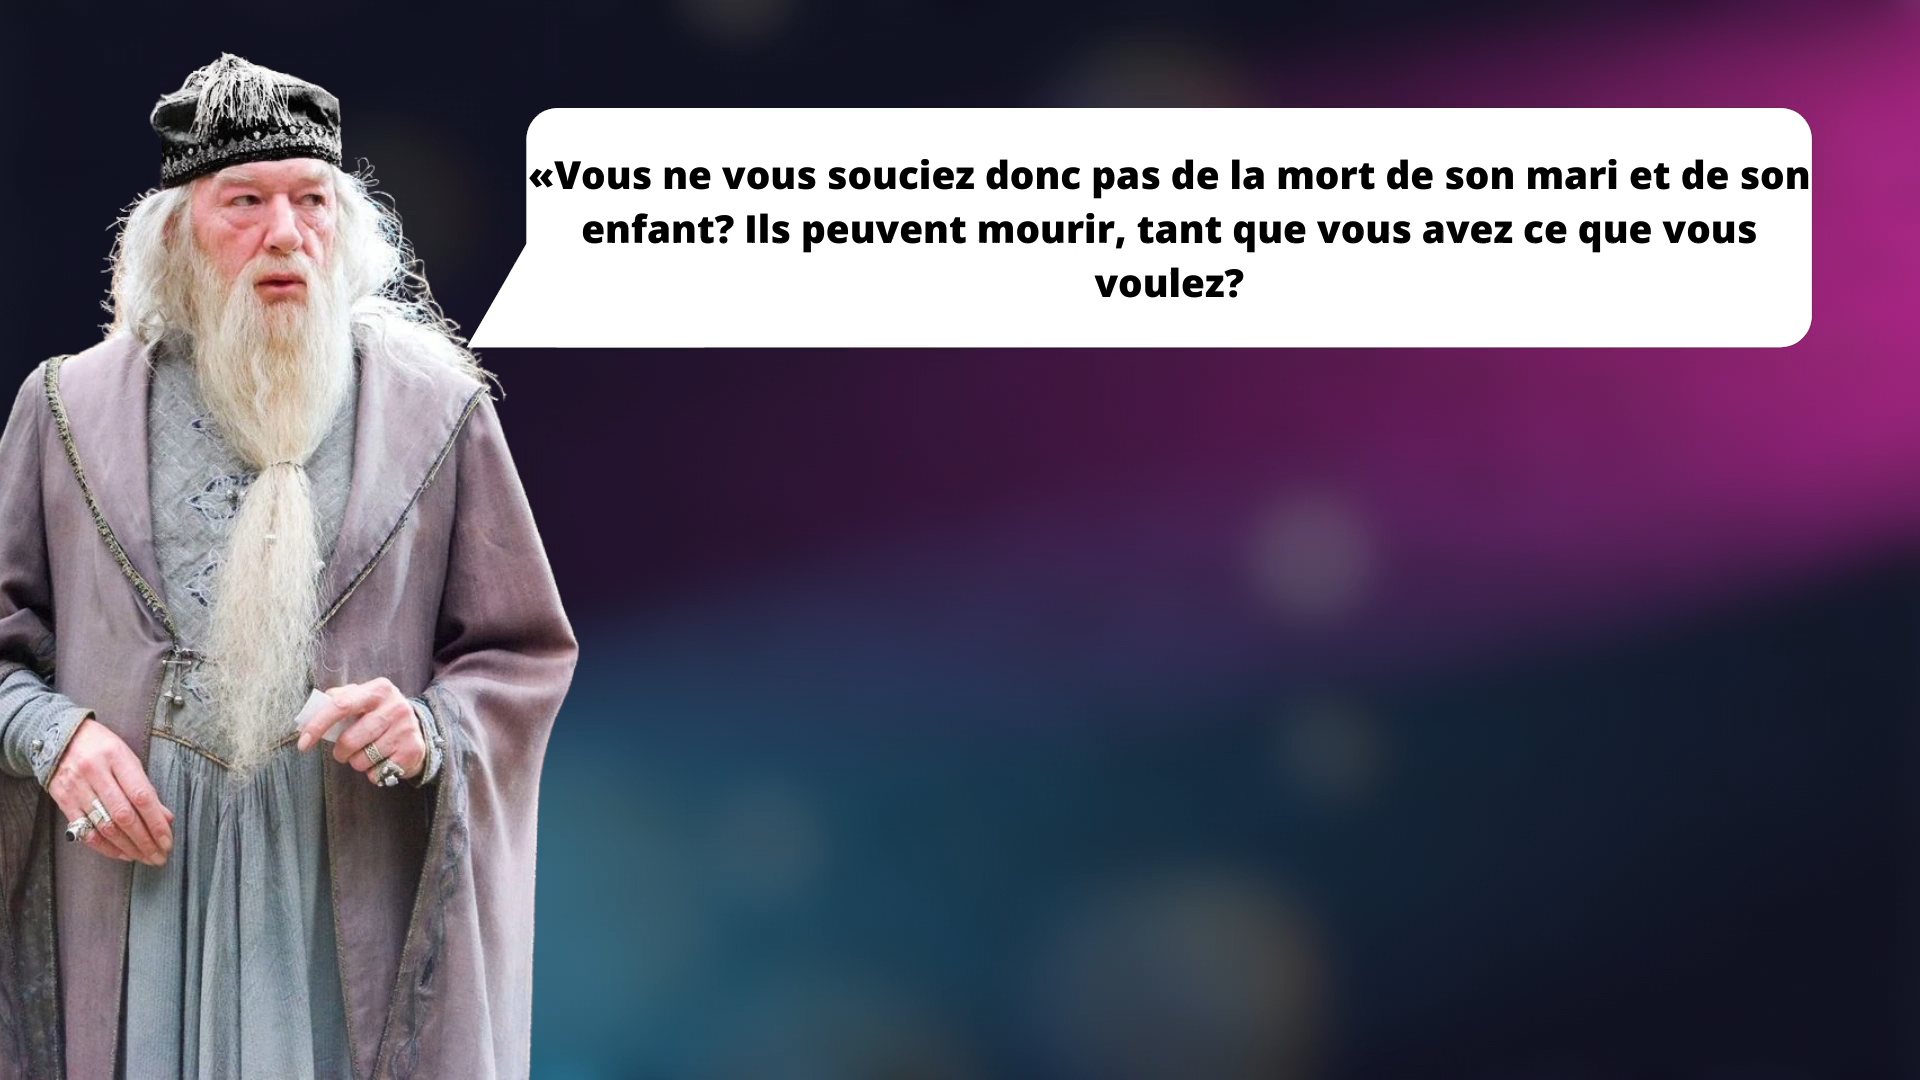 «Vous ne vous souciez donc pas de la mort de son mari et de son
enfant? Ils peuvent mourir, tant que vous avez ce que vous
voulez?